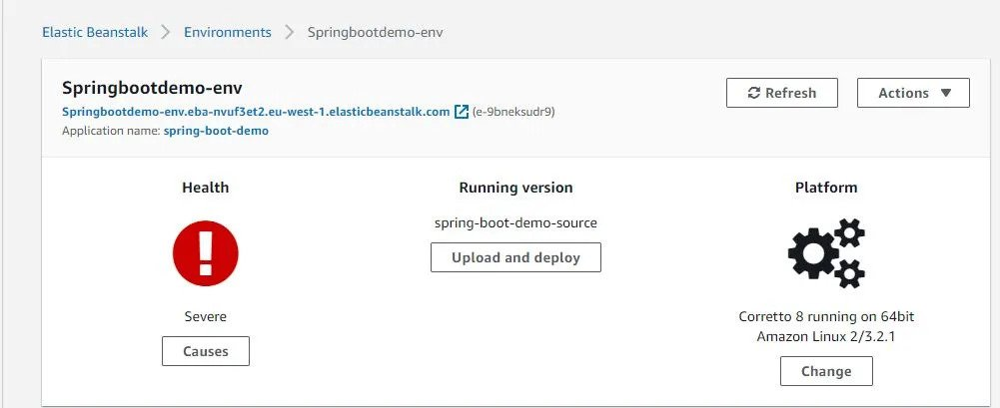 Elastic Beanstalk > Environments > Springbootdemo-env
Springbootdemo-env
Refresh
Actions
Springbootdemo-env.eba-nvuf3et2.eu-west-1.elasticbeanstalk.com (e-9bneksudr9)
Application name: spring-boot-demo
Health
Running version
Platform
spring-boot-demo-source
Upload and deploy
Severe
Causes
Corretto 8 running on 64bit
Amazon Linux 2/3.2.1
Change